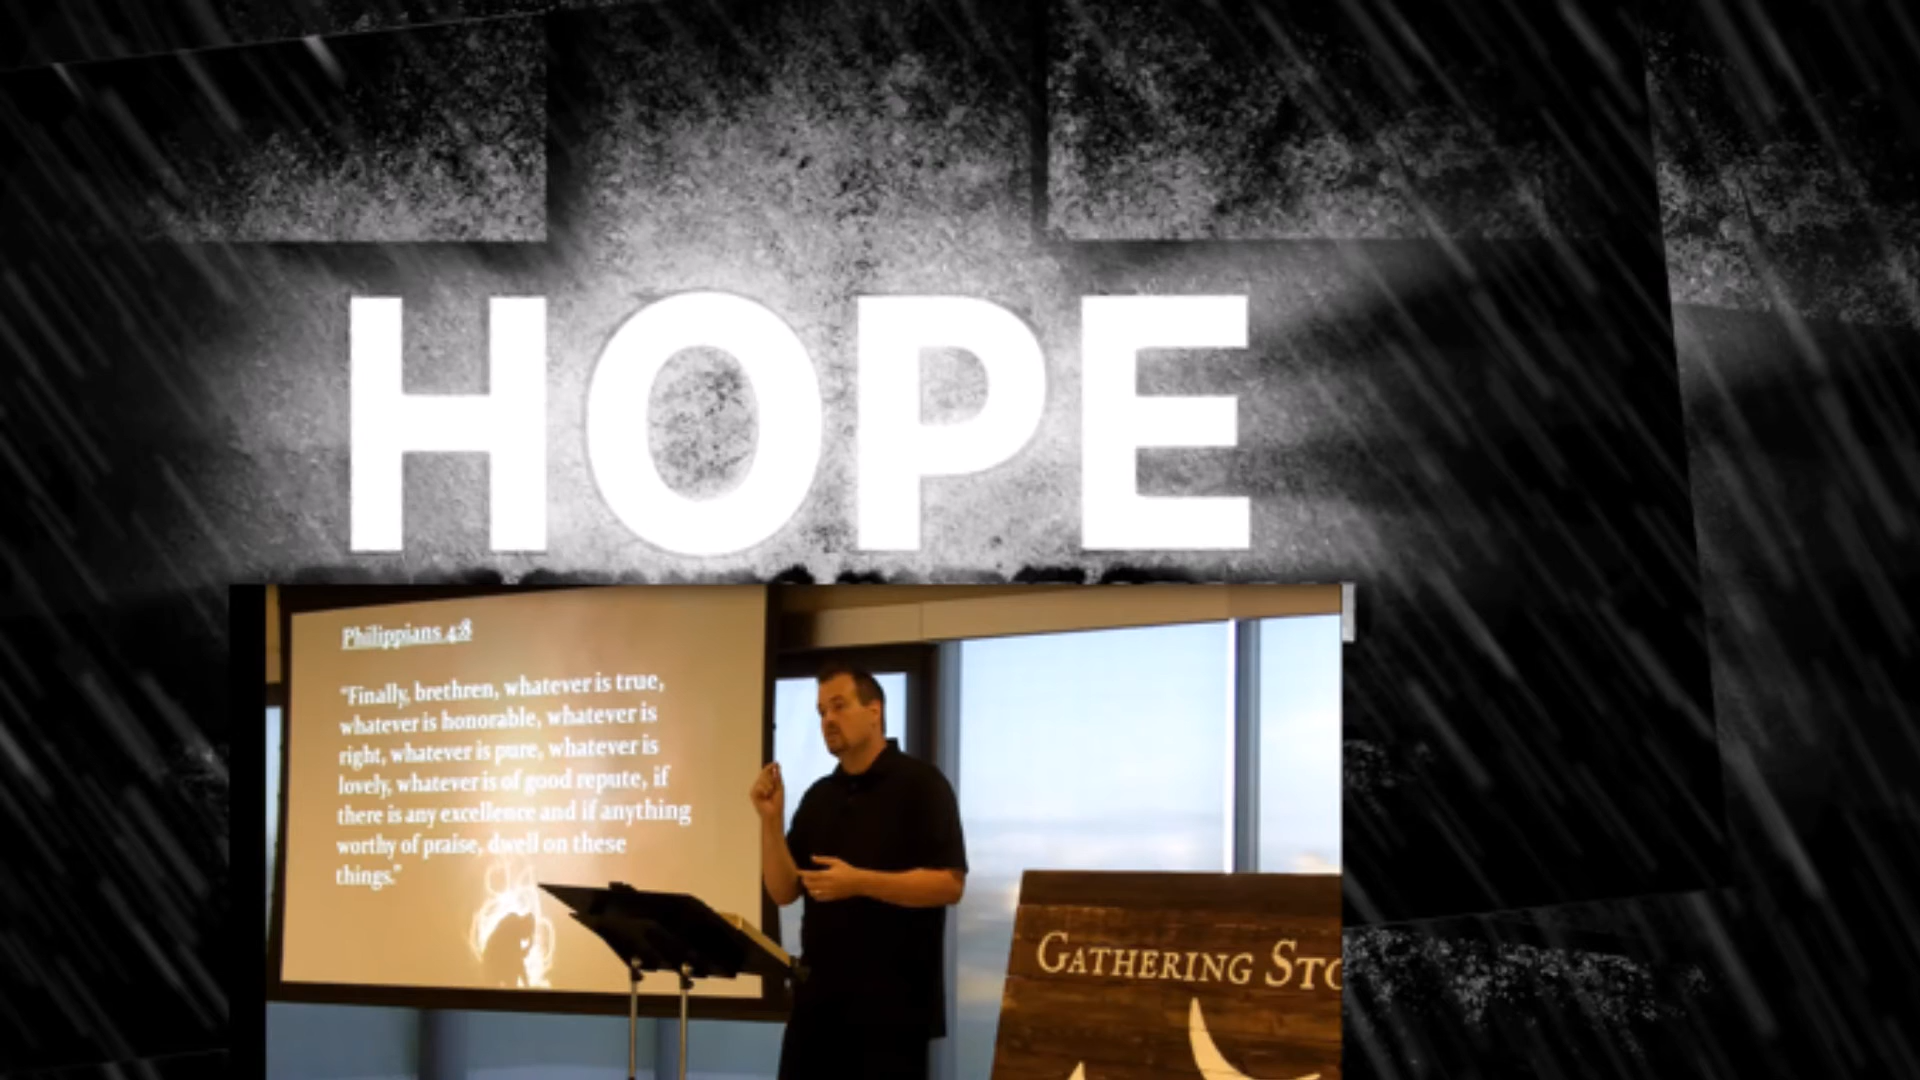 HOPE
Philippians 4:8
"Finally, brethren, whatever is true,
whatever is honorable, whatever is
right, whatever is pure, whatever is
lovely, whatever is of good repute, if
there is any excellence and if anything
worthy of praise, dwell on these
things."
GATHERING STO